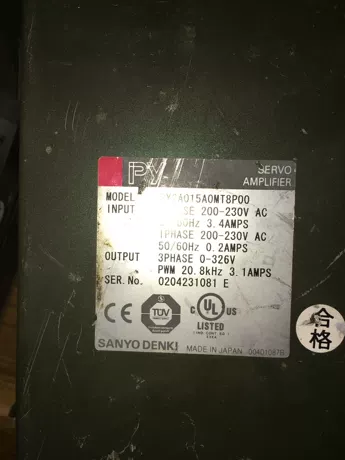 PY
SERVO
AMPLIFIER
MODEL
INPUT 200-230V AC
3.4AMPS
1PHASE 200-230V AC
50/60Hz 0.2AMPS
OUTPUT 3PHASE 0-326V
PWM 20.8kHz 3.1AMPS
SER. No. 0204231081 E
CE
TÜV
C UL US
LISTED
SANYO DENKI MADE IN JAPAN
合格